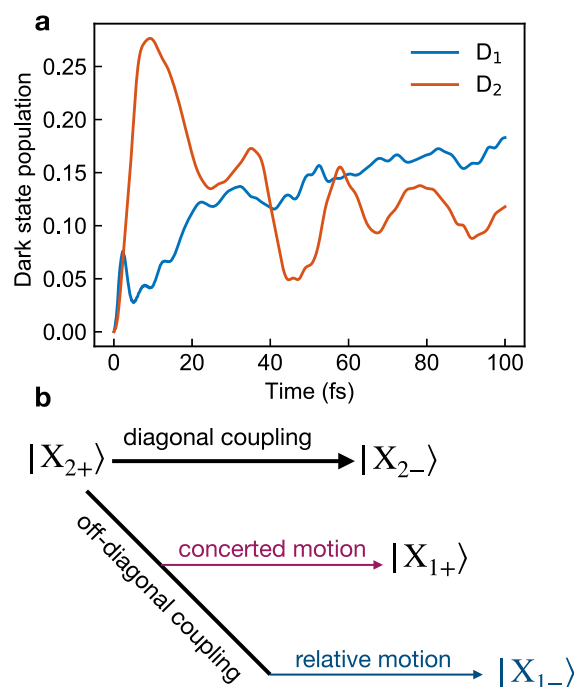 a
D₁
D₂
Dark state population
0.25
0.20
0.15
0.10
0.05
0.00
0 20 40 60 80 100
Time (fs)
b
diagonal coupling
|X₂₊⟩ |X₂₋⟩
off-diagonal coupling
concerted motion |X₁₊⟩
relative motion |X₁₋⟩